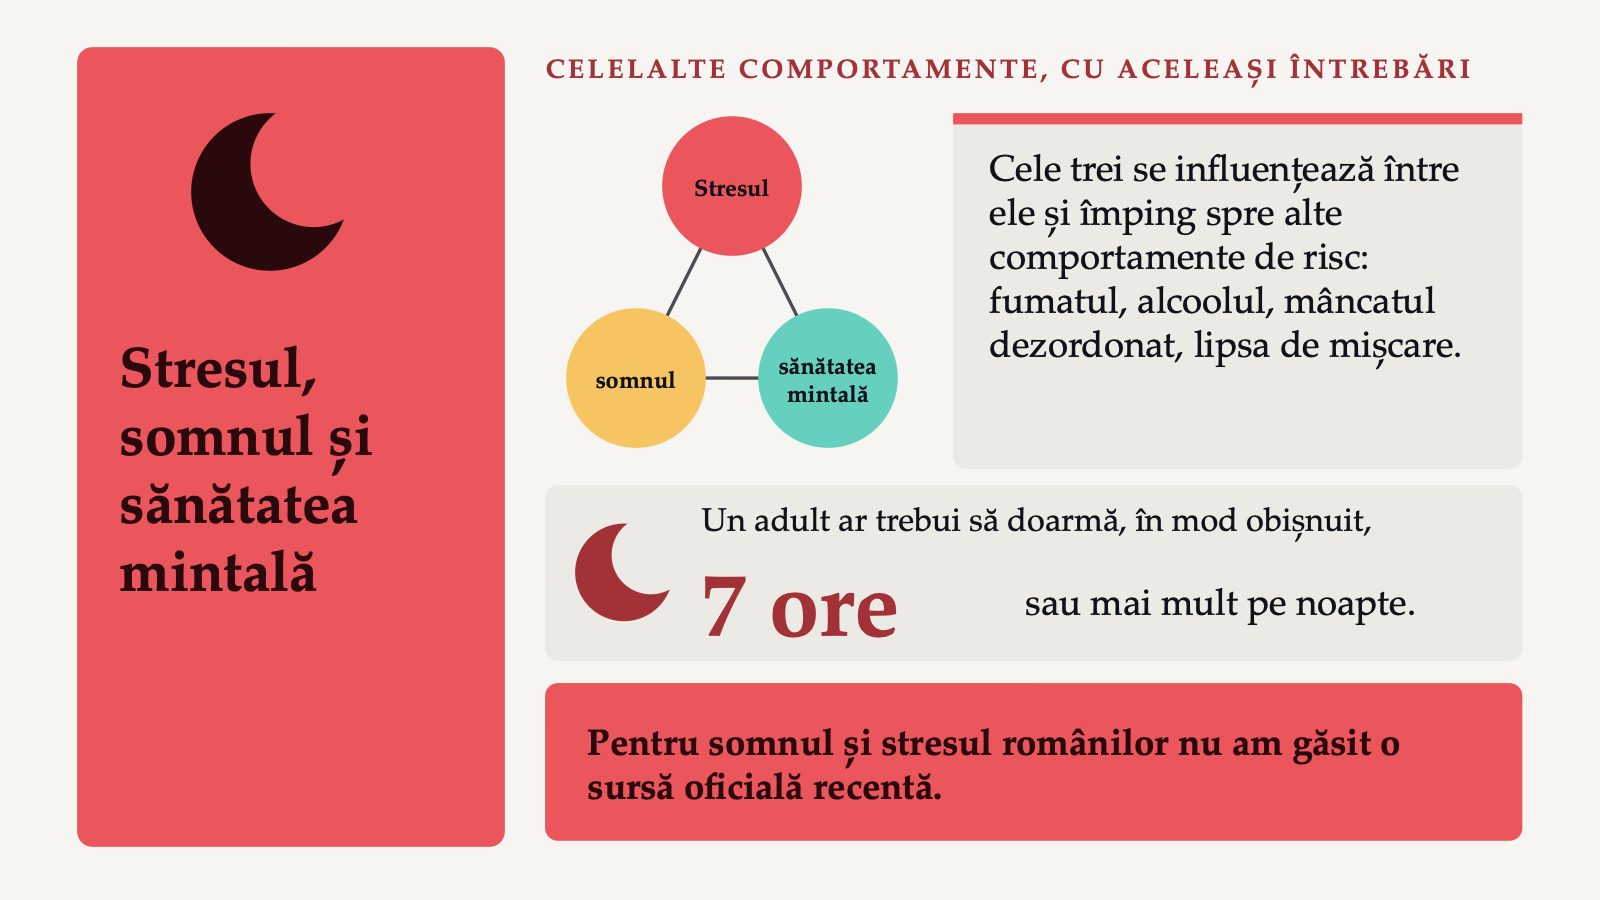 CELELALTE COMPORTAMENTE, CU ACELEAȘI ÎNTREBĂRI
Stresul,
somnul și
sănătatea
mintală
Stresul
somnul
sănătatea
mintală
Cele trei se influențează între
ele și împing spre alte
comportamente de risc:
fumatul, alcoolul, mâncatul
dezordonat, lipsa de mișcare.
Un adult ar trebui să doarmă, în mod obișnuit,
7 ore sau mai mult pe noapte.
Pentru somnul și stresul românilor nu am găsit o
sursă oficială recentă.